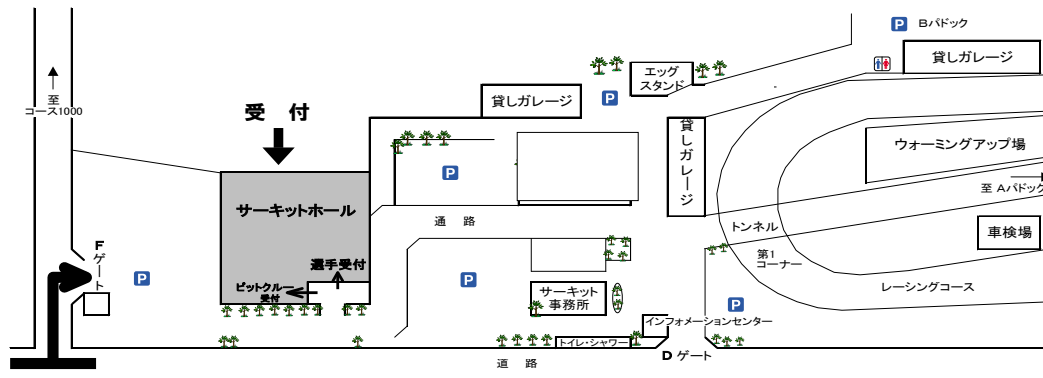 P Bパドック
貸しガレージ
エッグ
スタンド
至
コース1000
貸しガレージ
P
受 付
貸しガレージ
ウォーミングアップ場
P
サーキットホール
至 Aパドック
通 路
トンネル
車検場
Fゲート
第1
コーナー
選手受付
P
P
ピットクルー
受付
サーキット
事務所
レーシングコース
P
インフォメーションセンター
トイレ・シャワー
D ゲート
道 路